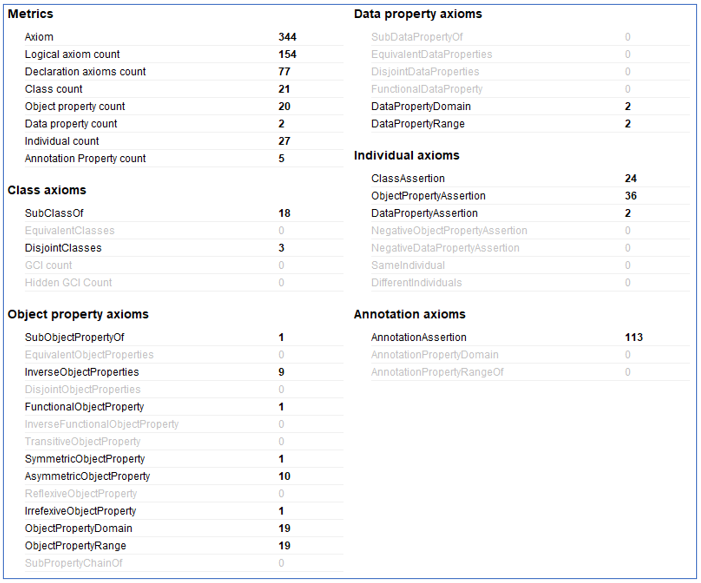 Metrics
Axiom 344
Logical axiom count 154
Declaration axioms count 77
Class count 21
Object property count 20
Data property count 2
Individual count 27
Annotation Property count 5
Class axioms
SubClassOf 18
EquivalentClasses 0
DisjointClasses 3
GCI count 0
Hidden GCI Count 0
Object property axioms
SubObjectPropertyOf 1
EquivalentObjectProperties 0
InverseObjectProperties 9
DisjointObjectProperties 0
FunctionalObjectProperty 1
InverseFunctionalObjectProperty 0
TransitiveObjectProperty 0
SymmetricObjectProperty 1
AsymmetricObjectProperty 10
ReflexiveObjectProperty 0
IrrefexiveObjectProperty 1
ObjectPropertyDomain 19
ObjectPropertyRange 19
SubPropertyChainOf 0
Data property axioms
SubDataPropertyOf 0
EquivalentDataProperties 0
DisjointDataProperties 0
FunctionalDataProperty 0
DataPropertyDomain 2
DataPropertyRange 2
Individual axioms
ClassAssertion 24
ObjectPropertyAssertion 36
DataPropertyAssertion 2
NegativeObjectPropertyAssertion 0
NegativeDataPropertyAssertion 0
SameIndividual 0
DifferentIndividuals 0
Annotation axioms
AnnotationAssertion 113
AnnotationPropertyDomain 0
AnnotationPropertyRangeOf 0